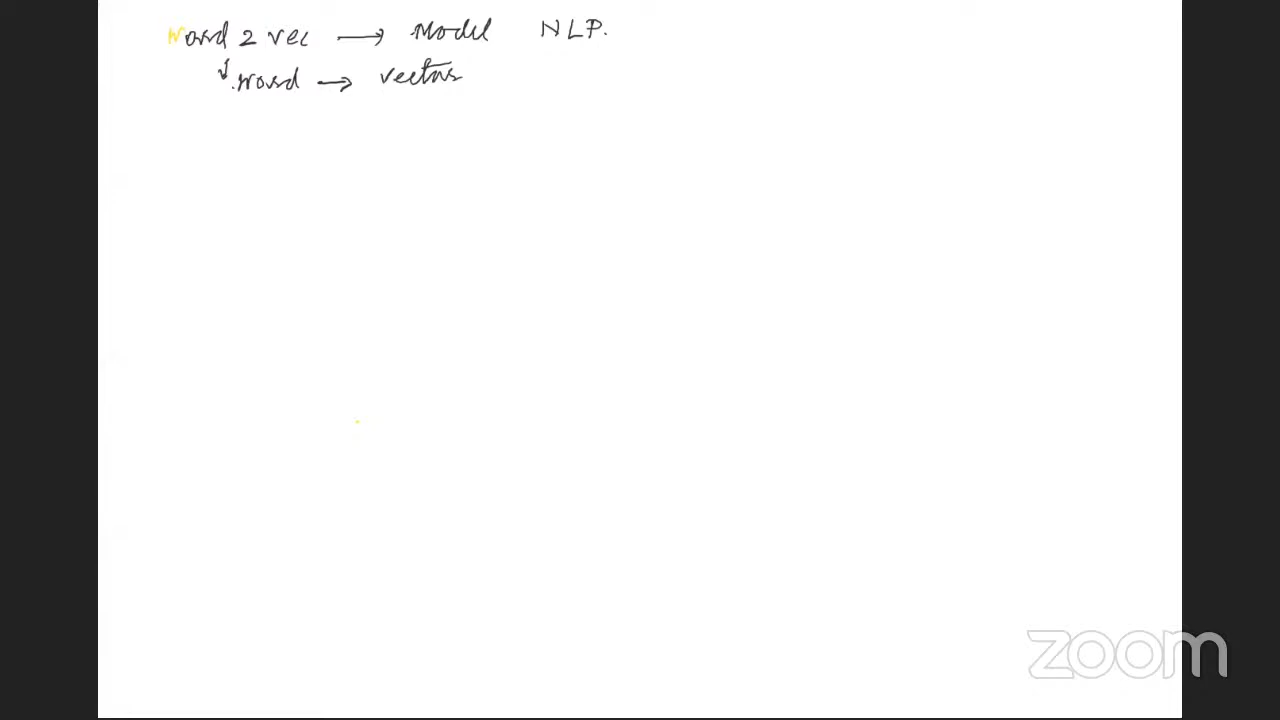 Word 2 vec → Model NLP.
↓ word → vectors
zoom